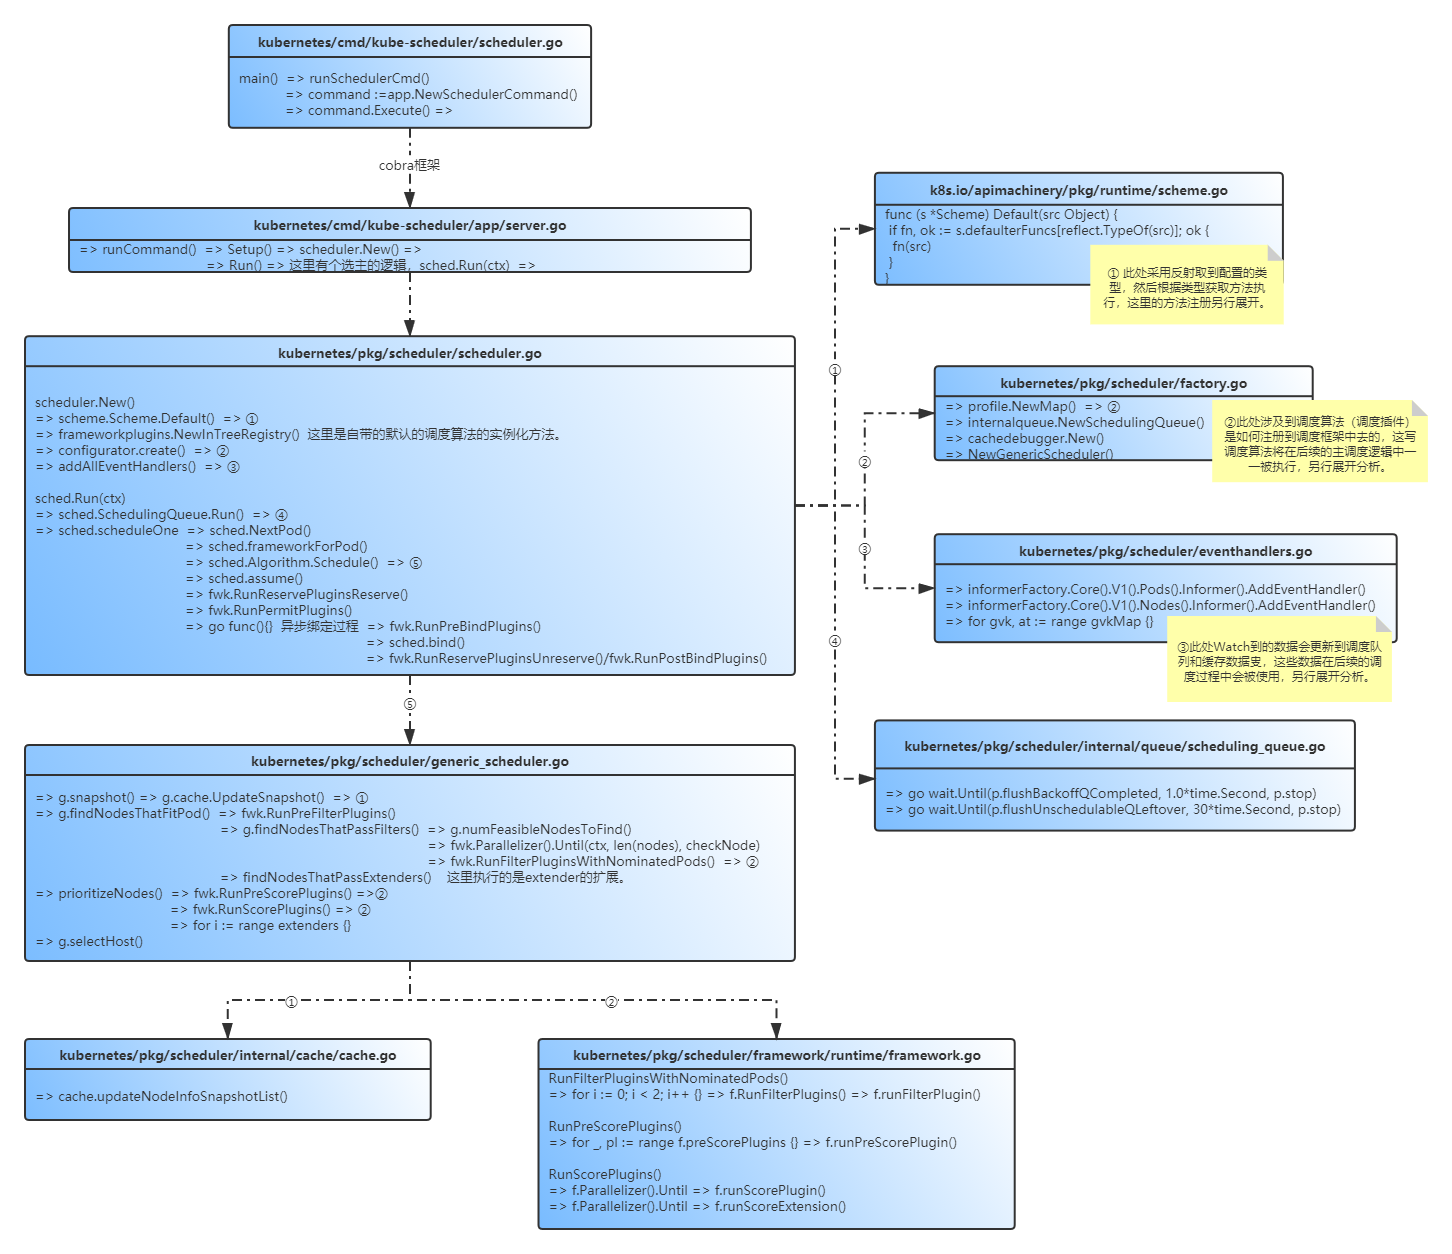 kubernetes/cmd/kube-scheduler/scheduler.go
main() => runSchedulerCmd()
=> command :=app.NewSchedulerCommand()
=> command.Execute() =>
cobra框架
kubernetes/cmd/kube-scheduler/app/server.go
=> runCommand() => Setup() => scheduler.New() =>
=> Run() => 这里有个选主的逻辑，sched.Run(ctx) =>
kubernetes/pkg/scheduler/scheduler.go
scheduler.New()
=> scheme.Scheme.Default() => ①
=> frameworkplugins.NewInTreeRegistry() 这里是自带的默认的调度算法的实例化方法。
=> configurator.create() => ②
=> addAllEventHandlers() => ③
sched.Run(ctx)
=> sched.SchedulingQueue.Run() => ④
=> sched.scheduleOne => sched.NextPod()
=> sched.frameworkForPod()
=> sched.Algorithm.Schedule() => ⑤
=> sched.assume()
=> fwk.RunReservePluginsReserve()
=> fwk.RunPermitPlugins()
=> go func(){} 异步绑定过程 => fwk.RunPreBindPlugins()
=> sched.bind()
=> fwk.RunReservePluginsUnreserve()/fwk.RunPostBindPlugins()
①
②
③
④
k8s.io/apimachinery/pkg/runtime/scheme.go
func (s *Scheme) Default(src Object) {
if fn, ok := s.defaulterFuncs[reflect.TypeOf(src)]; ok {
fn(src)
}
}
① 此处采用反射取到配置的类
型，然后根据类型获取方法执
行，这里的方法注册另行展开。
kubernetes/pkg/scheduler/factory.go
=> profile.NewMap() => ②
=> internalqueue.NewSchedulingQueue()
=> cachedebugger.New()
=> NewGenericScheduler()
②此处涉及到调度算法（调度插件）
是如何注册到调度框架中去的，这写
调度算法将在后续的主调度逻辑中一
一被执行，另行展开分析。
kubernetes/pkg/scheduler/eventhandlers.go
=> informerFactory.Core().V1().Pods().Informer().AddEventHandler()
=> informerFactory.Core().V1().Nodes().Informer().AddEventHandler()
=> for gvk, at := range gvkMap {}
③此处Watch到的数据会更新到调度队
列和缓存数据叓，这些数据在后续的调
度过程中会被使用，另行展开分析。
kubernetes/pkg/scheduler/internal/queue/scheduling_queue.go
=> go wait.Until(p.flushBackoffQCompleted, 1.0*time.Second, p.stop)
=> go wait.Until(p.flushUnschedulableQLeftover, 30*time.Second, p.stop)
⑤
kubernetes/pkg/scheduler/generic_scheduler.go
=> g.snapshot() => g.cache.UpdateSnapshot() => ①
=> g.findNodesThatFitPod() => fwk.RunPreFilterPlugins()
=> g.findNodesThatPassFilters() => g.numFeasibleNodesToFind()
=> fwk.Parallelizer().Until(ctx, len(nodes), checkNode)
=> fwk.RunFilterPluginsWithNominatedPods() => ②
=> findNodesThatPassExtenders() 这里执行的是extender的扩展。
=> prioritizeNodes() => fwk.RunPreScorePlugins() =>②
=> fwk.RunScorePlugins() => ②
=> for i := range extenders {}
=> g.selectHost()
①
②
kubernetes/pkg/scheduler/internal/cache/cache.go
=> cache.updateNodeInfoSnapshotList()
kubernetes/pkg/scheduler/framework/runtime/framework.go
RunFilterPluginsWithNominatedPods()
=> for i := 0; i < 2; i++ {} => f.RunFilterPlugins() => f.runFilterPlugin()
RunPreScorePlugins()
=> for _, pl := range f.preScorePlugins {} => f.runPreScorePlugin()
RunScorePlugins()
=> f.Parallelizer().Until => f.runScorePlugin()
=> f.Parallelizer().Until => f.runScoreExtension()